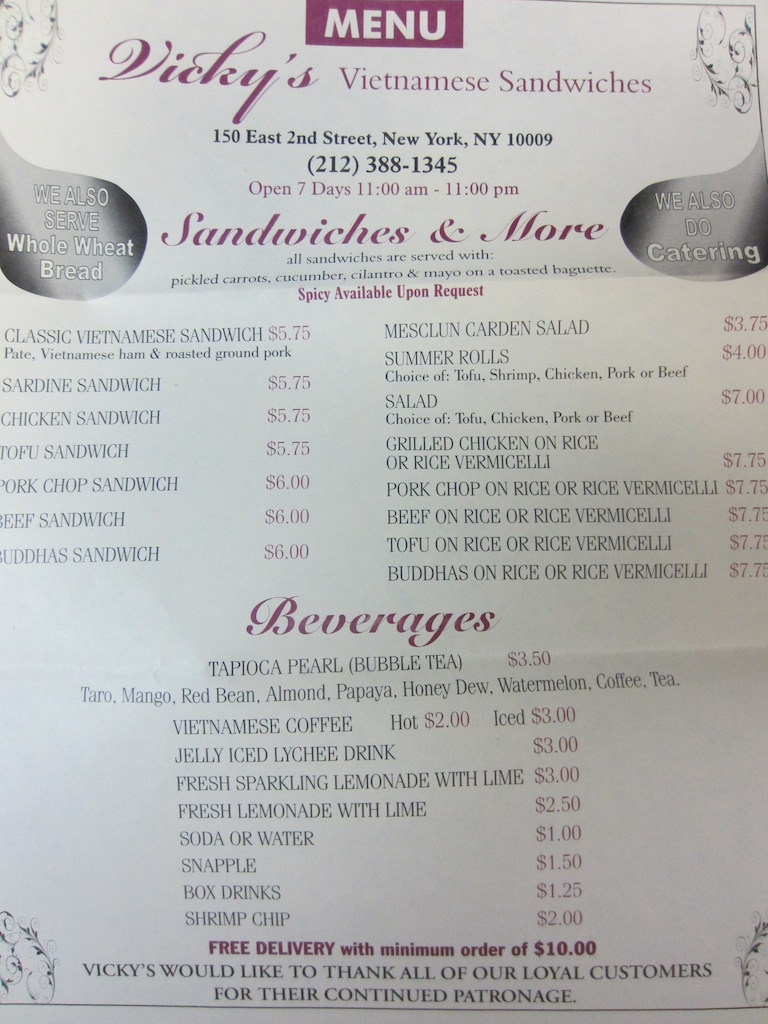 MENU
Vicky's Vietnamese Sandwiches
150 East 2nd Street, New York, NY 10009
(212) 388-1345
Open 7 Days 11:00 am - 11:00 pm
WE ALSO
SERVE
Whole Wheat
Bread
WE ALSO
DO
Catering
Sandwiches & More
all sandwiches are served with:
pickled carrots, cucumber, cilantro & mayo on a toasted baguette.
Spicy Available Upon Request
CLASSIC VIETNAMESE SANDWICH $5.75
Pate, Vietnamese ham & roasted ground pork
SARDINE SANDWICH $5.75
CHICKEN SANDWICH $5.75
TOFU SANDWICH $5.75
PORK CHOP SANDWICH $6.00
BEEF SANDWICH $6.00
BUDDHAS SANDWICH $6.00
MESCLUN CARDEN SALAD $3.75
SUMMER ROLLS $4.00
Choice of: Tofu, Shrimp, Chicken, Pork or Beef
SALAD $7.00
Choice of: Tofu, Chicken, Pork or Beef
GRILLED CHICKEN ON RICE
OR RICE VERMICELLI $7.75
PORK CHOP ON RICE OR RICE VERMICELLI $7.75
BEEF ON RICE OR RICE VERMICELLI $7.75
TOFU ON RICE OR RICE VERMICELLI $7.75
BUDDHAS ON RICE OR RICE VERMICELLI $7.75
Beverages
TAPIOCA PEARL (BUBBLE TEA) $3.50
Taro, Mango, Red Bean, Almond, Papaya, Honey Dew, Watermelon, Coffee, Tea.
VIETNAMESE COFFEE Hot $2.00 Iced $3.00
JELLY ICED LYCHEE DRINK $3.00
FRESH SPARKLING LEMONADE WITH LIME $3.00
FRESH LEMONADE WITH LIME $2.50
SODA OR WATER $1.00
SNAPPLE $1.50
BOX DRINKS $1.25
SHRIMP CHIP $2.00
FREE DELIVERY with minimum order of $10.00
VICKY'S WOULD LIKE TO THANK ALL OF OUR LOYAL CUSTOMERS
FOR THEIR CONTINUED PATRONAGE.